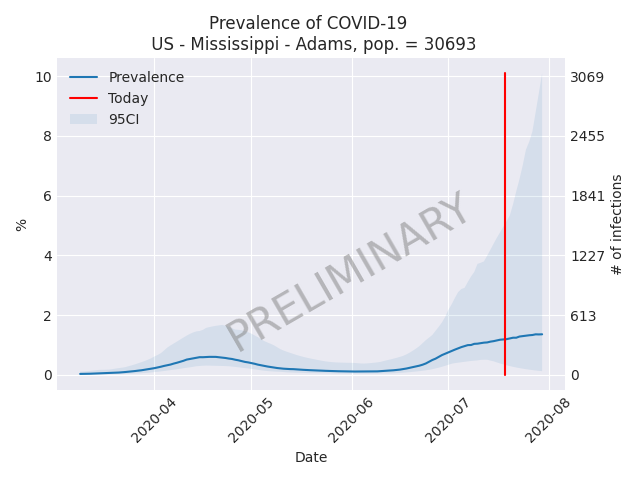 Prevalence of COVID-19
US - Mississippi - Adams, pop. = 30693
Prevalence
Today
95CI
PRELIMINARY
10
8
6
4
2
0
%
3069
2455
1841
1227
613
0
# of infections
2020-04
2020-05
2020-06
2020-07
2020-08
Date